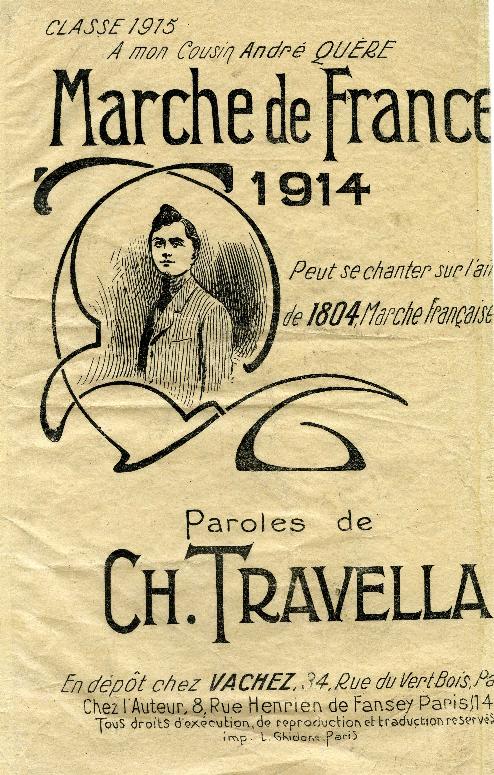 CLASSE 1915
A mon Cousin André QUÈRE
Marche de France
1914
Peut se chanter sur l'air
de 1804, Marche Française
Paroles de
CH. TRAVELLA
En dépôt chez VACHEZ, 34, Rue du Vert Bois, Pa
Chez l'Auteur, 8, Rue Henrien de Fansey Paris/14
Tous droits d'exécution, de reproduction et traduction reservés
imp. L. Ghidone Paris